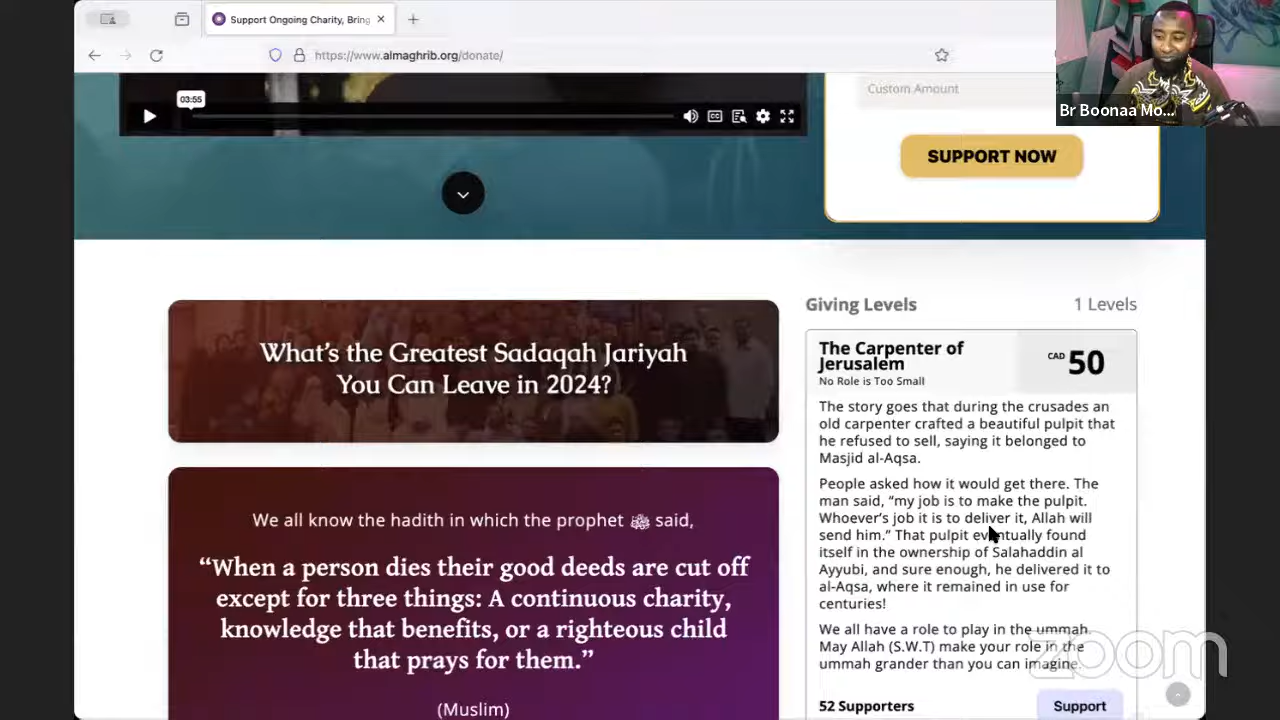 Support Ongoing Charity, Bring
https://www.almaghrib.org/donate/
Br Boonaa Mo...
03:55
Custom Amount
SUPPORT NOW
What's the Greatest Sadaqah Jariyah
You Can Leave in 2024?
We all know the hadith in which the prophet ﷺ said,
“When a person dies their good deeds are cut off
except for three things: A continuous charity,
knowledge that benefits, or a righteous child
that prays for them.”
(Muslim)
Giving Levels
1 Levels
The Carpenter of
Jerusalem
CAD 50
No Role is Too Small
The story goes that during the crusades an
old carpenter crafted a beautiful pulpit that
he refused to sell, saying it belonged to
Masjid al-Aqsa.
People asked how it would get there. The
man said, “my job is to make the pulpit.
Whoever's job it is to deliver it, Allah will
send him.” That pulpit eventually found
itself in the ownership of Salahaddin al
Ayyubi, and sure enough, he delivered it to
al-Aqsa, where it remained in use for
centuries!
We all have a role to play in the ummah.
May Allah (S.W.T) make your role in the
ummah grander than you can imagine.
52 Supporters
Support
zoom